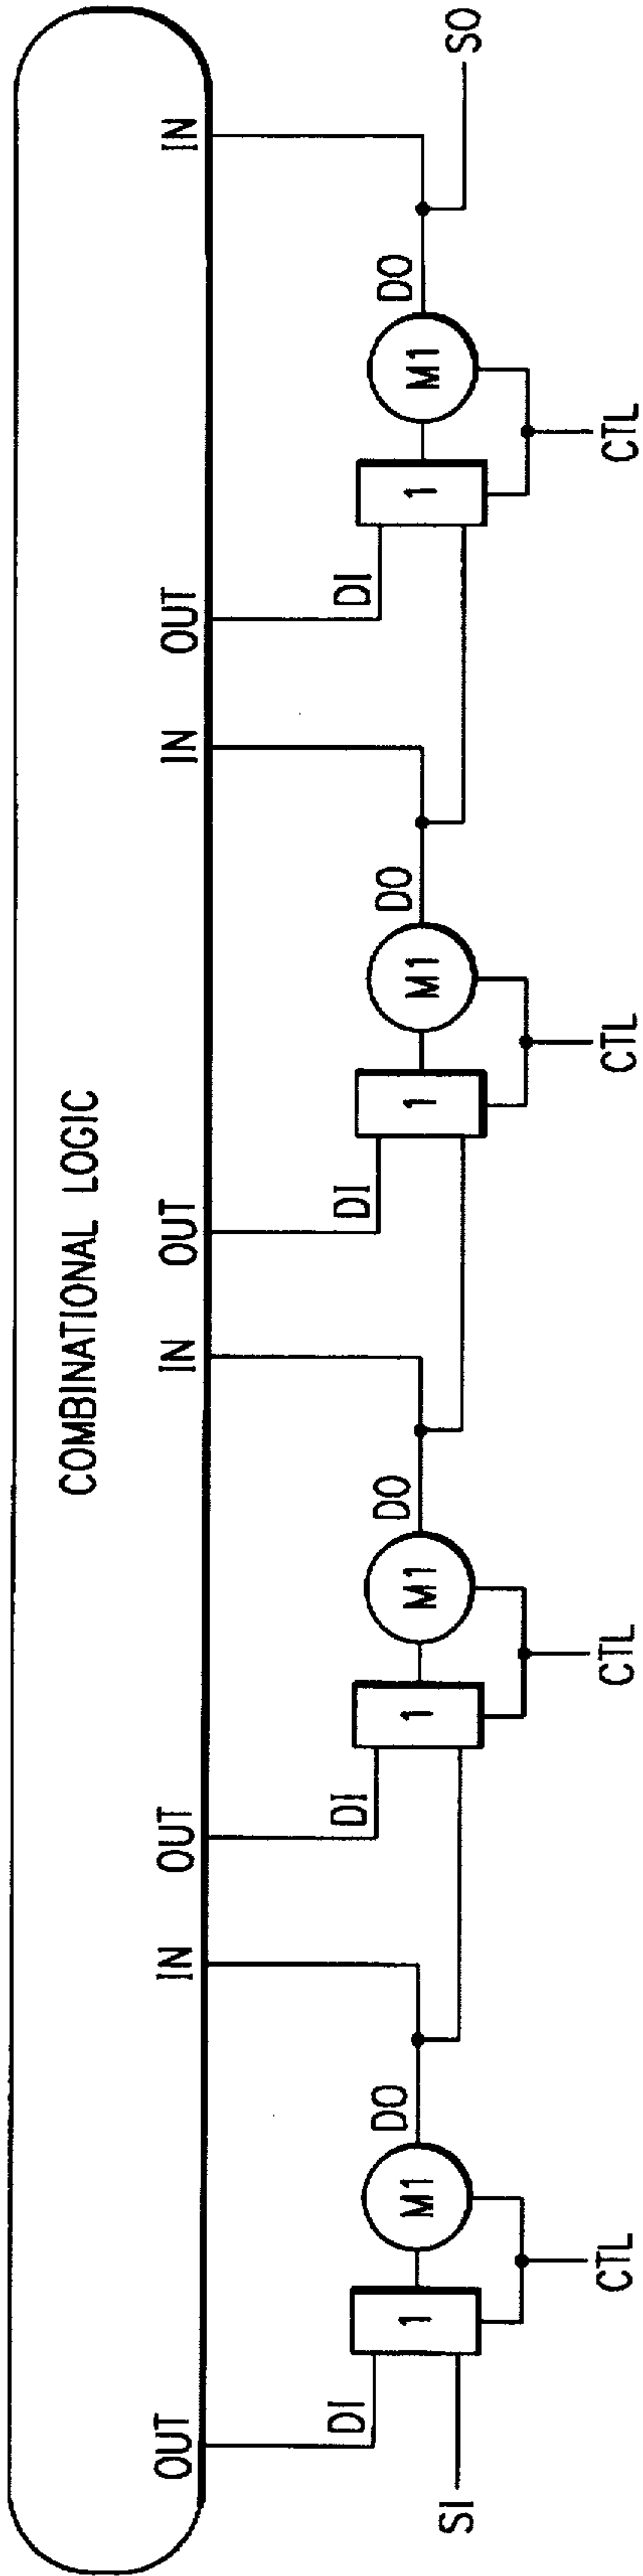 COMBINATIONAL LOGIC
OUT IN OUT IN OUT IN OUT IN
DI DO DI DO DI DO DI DO
1 M1 1 M1 1 M1 1 M1
SI SO
CTL CTL CTL CTL